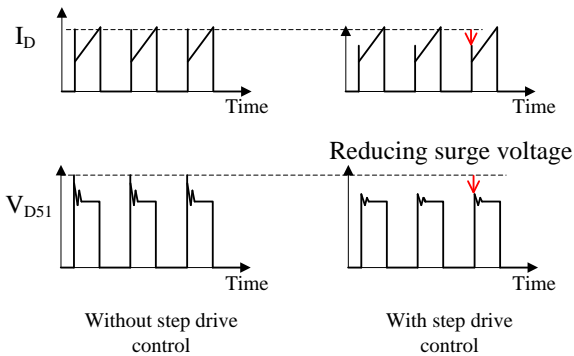 I_D
Time
Time
Reducing surge voltage
V_D51
Time
Time
Without step drive
control
With step drive
control